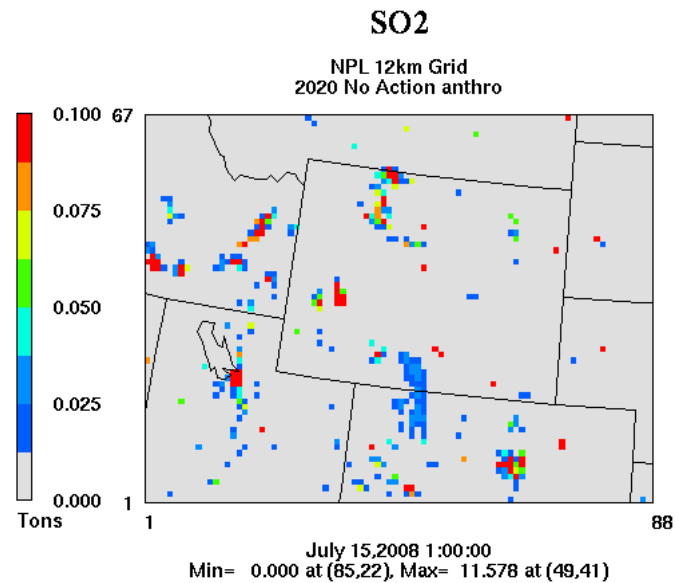 SO2
NPL 12km Grid
2020 No Action anthro
0.100
0.075
0.050
0.025
0.000
Tons
67
1
1
88
July 15,2008 1:00:00
Min=  0.000 at (85,22), Max=  11.578 at (49,41)